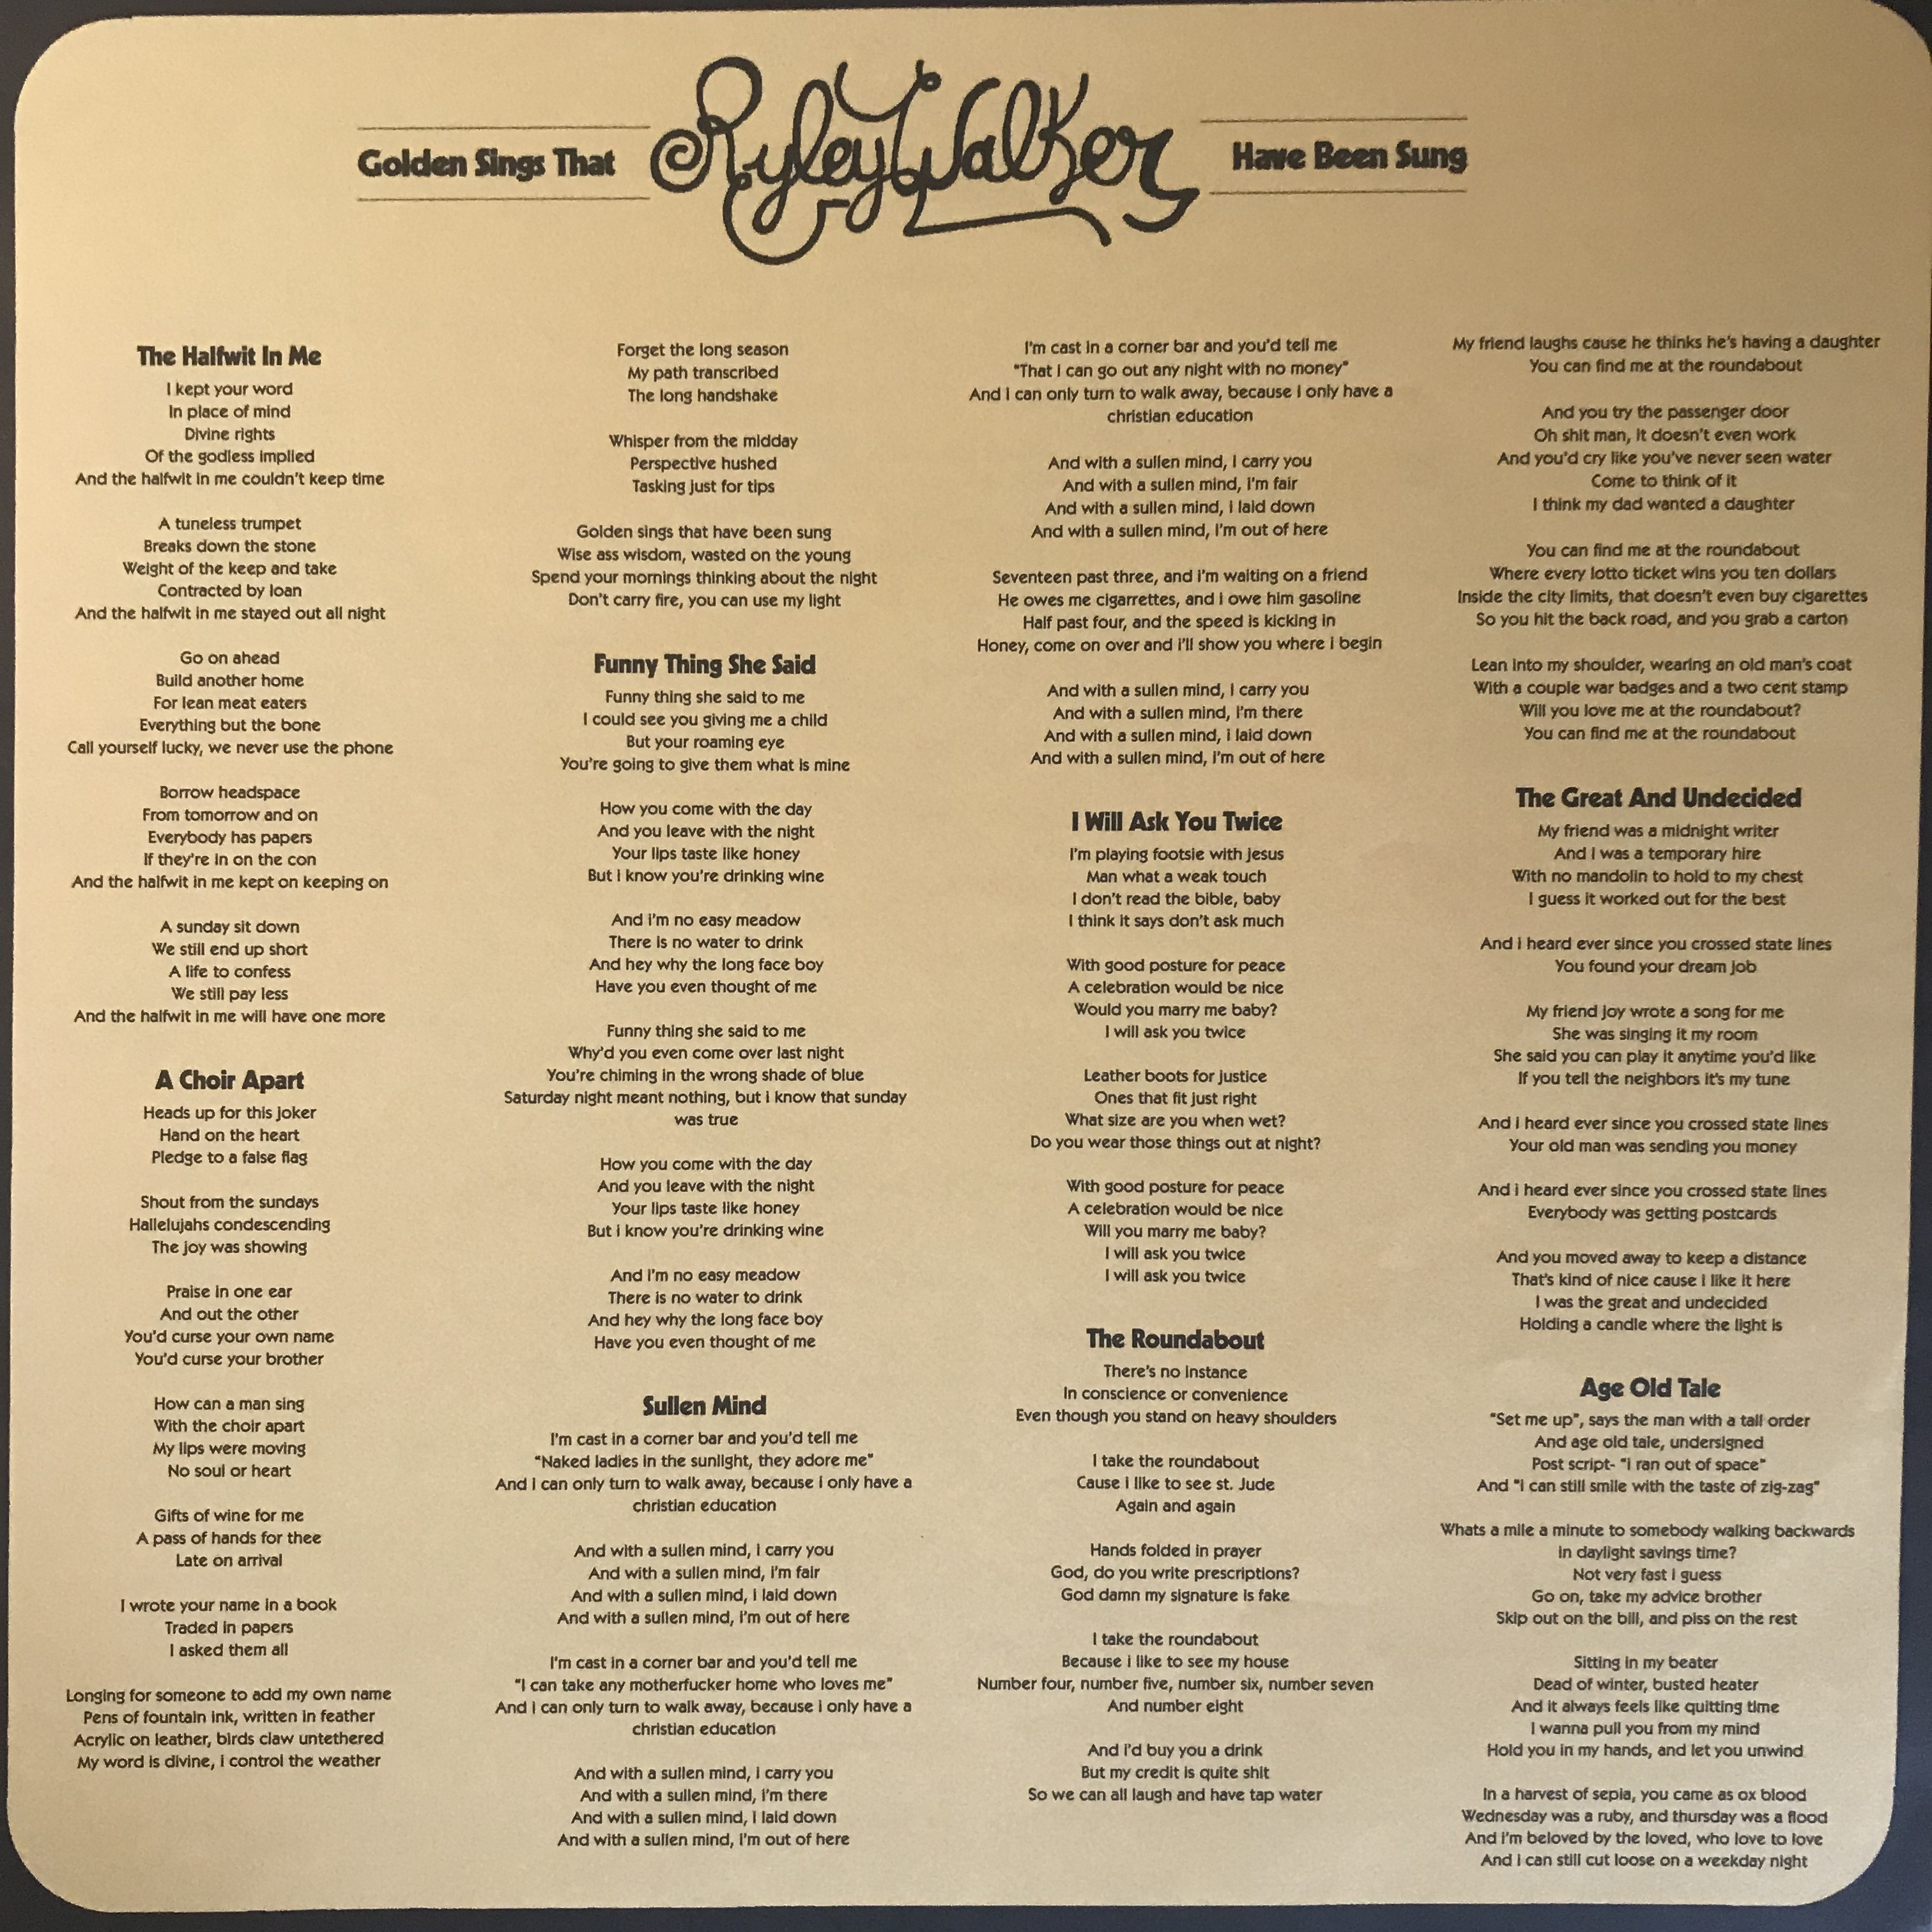 Golden Sings That
Ryley Walker
Have Been Sung
The Halfwit In Me
I kept your word
In place of mind
Divine rights
Of the godless implied
And the halfwit in me couldn't keep time
A tuneless trumpet
Breaks down the stone
Weight of the keep and take
Contracted by loan
And the halfwit in me stayed out all night
Go on ahead
Build another home
For lean meat eaters
Everything but the bone
Call yourself lucky, we never use the phone
Borrow headspace
From tomorrow and on
Everybody has papers
If they're in on the con
And the halfwit in me kept on keeping on
A sunday sit down
We still end up short
A life to confess
We still pay less
And the halfwit in me will have one more
A Choir Apart
Heads up for this joker
Hand on the heart
Pledge to a false flag
Shout from the sundays
Hallelujahs condescending
The joy was showing
Praise in one ear
And out the other
You'd curse your own name
You'd curse your brother
How can a man sing
With the choir apart
My lips were moving
No soul or heart
Gifts of wine for me
A pass of hands for thee
Late on arrival
I wrote your name in a book
Traded in papers
I asked them all
Longing for someone to add my own name
Pens of fountain ink, written in feather
Acrylic on leather, birds claw untethered
My word is divine, i control the weather
Forget the long season
My path transcribed
The long handshake
Whisper from the midday
Perspective hushed
Tasking just for tips
Golden sings that have been sung
Wise ass wisdom, wasted on the young
Spend your mornings thinking about the night
Don't carry fire, you can use my light
Funny Thing She Said
Funny thing she said to me
I could see you giving me a child
But your roaming eye
You're going to give them what is mine
How you come with the day
And you leave with the night
Your lips taste like honey
But i know you're drinking wine
And i'm no easy meadow
There is no water to drink
And hey why the long face boy
Have you even thought of me
Funny thing she said to me
Why'd you even come over last night
You're chiming in the wrong shade of blue
Saturday night meant nothing, but i know that sunday
was true
How you come with the day
And you leave with the night
Your lips taste like honey
But i know you're drinking wine
And i'm no easy meadow
There is no water to drink
And hey why the long face boy
Have you even thought of me
Sullen Mind
I'm cast in a corner bar and you'd tell me
"Naked ladies in the sunlight, they adore me"
And i can only turn to walk away, because i only have a
christian education
And with a sullen mind, i carry you
And with a sullen mind, i'm fair
And with a sullen mind, i laid down
And with a sullen mind, i'm out of here
I'm cast in a corner bar and you'd tell me
"I can take any motherfucker home who loves me"
And i can only turn to walk away, because i only have a
christian education
And with a sullen mind, i carry you
And with a sullen mind, i'm there
And with a sullen mind, i laid down
And with a sullen mind, i'm out of here
I'm cast in a corner bar and you'd tell me
"That i can go out any night with no money"
And i can only turn to walk away, because i only have a
christian education
And with a sullen mind, i carry you
And with a sullen mind, i'm fair
And with a sullen mind, i laid down
And with a sullen mind, i'm out of here
Seventeen past three, and i'm waiting on a friend
He owes me cigarrettes, and i owe him gasoline
Half past four, and the speed is kicking in
Honey, come on over and i'll show you where i begin
And with a sullen mind, i carry you
And with a sullen mind, i'm there
And with a sullen mind, i laid down
And with a sullen mind, i'm out of here
I Will Ask You Twice
I'm playing footsie with jesus
Man what a weak touch
I don't read the bible, baby
I think it says don't ask much
With good posture for peace
A celebration would be nice
Would you marry me baby?
I will ask you twice
Leather boots for justice
Ones that fit just right
What size are you when wet?
Do you wear those things out at night?
With good posture for peace
A celebration would be nice
Will you marry me baby?
I will ask you twice
I will ask you twice
The Roundabout
There's no instance
In conscience or convenience
Even though you stand on heavy shoulders
I take the roundabout
Cause i like to see st. Jude
Again and again
Hands folded in prayer
God, do you write prescriptions?
God damn my signature is fake
I take the roundabout
Because i like to see my house
Number four, number five, number six, number seven
And number eight
And i'd buy you a drink
But my credit is quite shit
So we can all laugh and have tap water
My friend laughs cause he thinks he's having a daughter
You can find me at the roundabout
And you try the passenger door
Oh shit man, it doesn't even work
And you'd cry like you've never seen water
Come to think of it
I think my dad wanted a daughter
You can find me at the roundabout
Where every lotto ticket wins you ten dollars
Inside the city limits, that doesn't even buy cigarettes
So you hit the back road, and you grab a carton
Lean into my shoulder, wearing an old man's coat
With a couple war badges and a two cent stamp
Will you love me at the roundabout?
You can find me at the roundabout
The Great And Undecided
My friend was a midnight writer
And i was a temporary hire
With no mandolin to hold to my chest
I guess it worked out for the best
And i heard ever since you crossed state lines
You found your dream job
My friend joy wrote a song for me
She was singing it my room
She said you can play it anytime you'd like
If you tell the neighbors it's my tune
And i heard ever since you crossed state lines
Your old man was sending you money
And i heard ever since you crossed state lines
Everybody was getting postcards
And you moved away to keep a distance
That's kind of nice cause i like it here
I was the great and undecided
Holding a candle where the light is
Age Old Tale
"Set me up", says the man with a tall order
And age old tale, undersigned
Post script- "i ran out of space"
And "i can still smile with the taste of zig-zag"
Whats a mile a minute to somebody walking backwards
in daylight savings time?
Not very fast i guess
Go on, take my advice brother
Skip out on the bill, and piss on the rest
Sitting in my beater
Dead of winter, busted heater
And it always feels like quitting time
I wanna pull you from my mind
Hold you in my hands, and let you unwind
In a harvest of sepia, you came as ox blood
Wednesday was a ruby, and thursday was a flood
And i'm beloved by the loved, who love to love
And i can still cut loose on a weekday night